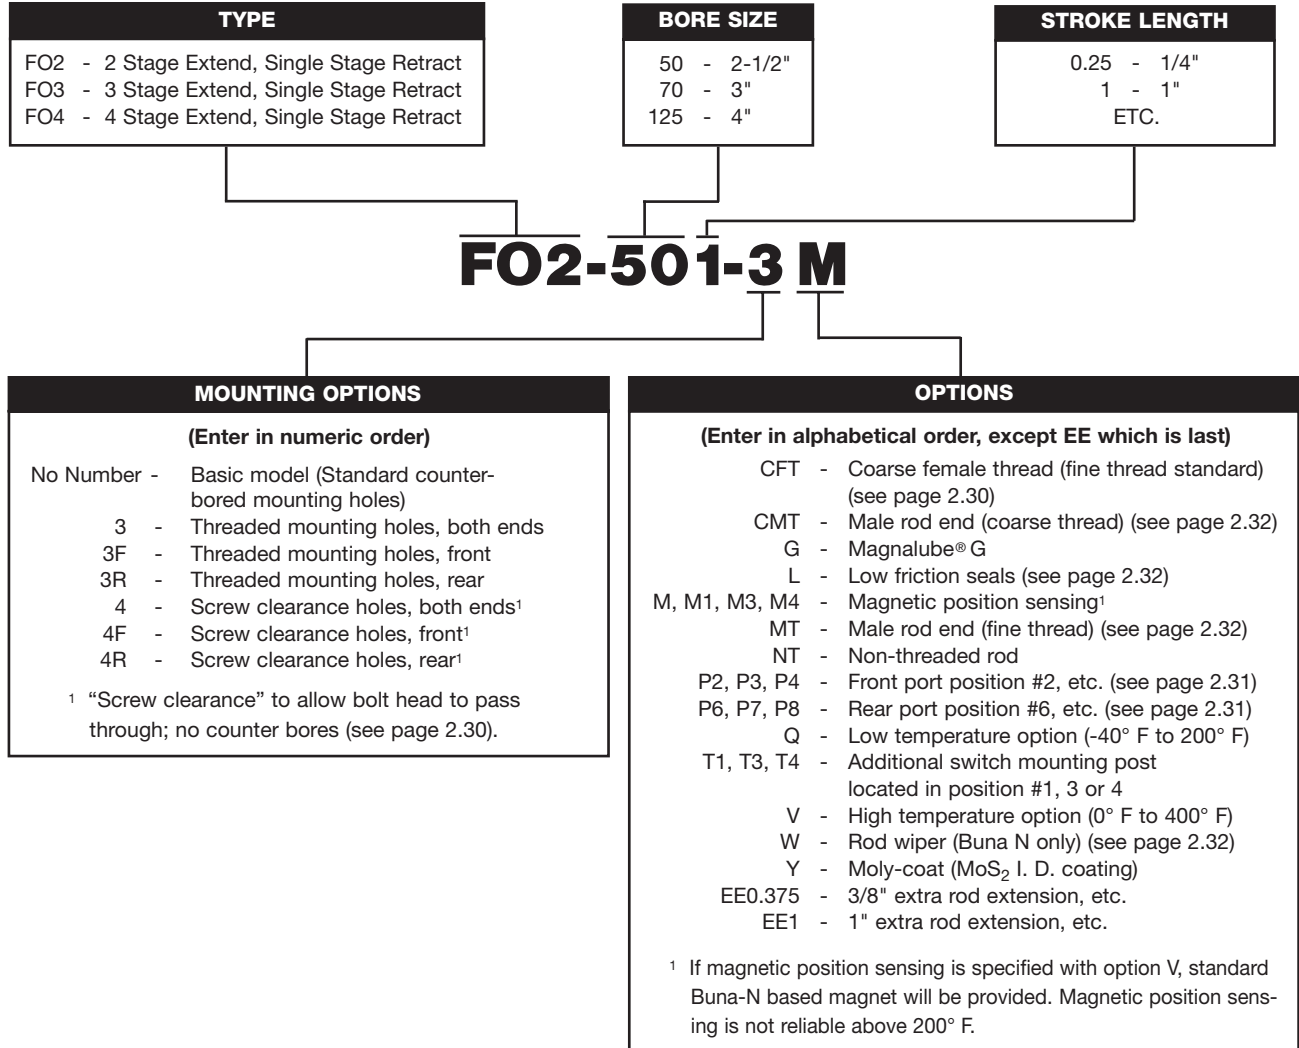 TYPE
FO2 - 2 Stage Extend, Single Stage Retract
FO3 - 3 Stage Extend, Single Stage Retract
FO4 - 4 Stage Extend, Single Stage Retract
BORE SIZE
50 - 2-1/2"
70 - 3"
125 - 4"
STROKE LENGTH
0.25 - 1/4"
1 - 1"
ETC.
FO2-501-3 M
MOUNTING OPTIONS
(Enter in numeric order)
No Number - Basic model (Standard counter-
bored mounting holes)
3 - Threaded mounting holes, both ends
3F - Threaded mounting holes, front
3R - Threaded mounting holes, rear
4 - Screw clearance holes, both ends¹
4F - Screw clearance holes, front¹
4R - Screw clearance holes, rear¹
¹ “Screw clearance” to allow bolt head to pass
through; no counter bores (see page 2.30).
OPTIONS
(Enter in alphabetical order, except EE which is last)
CFT - Coarse female thread (fine thread standard)
(see page 2.30)
CMT - Male rod end (coarse thread) (see page 2.32)
G - Magnalube® G
L - Low friction seals (see page 2.32)
M, M1, M3, M4 - Magnetic position sensing¹
MT - Male rod end (fine thread) (see page 2.32)
NT - Non-threaded rod
P2, P3, P4 - Front port position #2, etc. (see page 2.31)
P6, P7, P8 - Rear port position #6, etc. (see page 2.31)
Q - Low temperature option (-40° F to 200° F)
T1, T3, T4 - Additional switch mounting post
located in position #1, 3 or 4
V - High temperature option (0° F to 400° F)
W - Rod wiper (Buna N only) (see page 2.32)
Y - Moly-coat (MoS₂ I. D. coating)
EE0.375 - 3/8" extra rod extension, etc.
EE1 - 1" extra rod extension, etc.
¹ If magnetic position sensing is specified with option V, standard
Buna-N based magnet will be provided. Magnetic position sens-
ing is not reliable above 200° F.